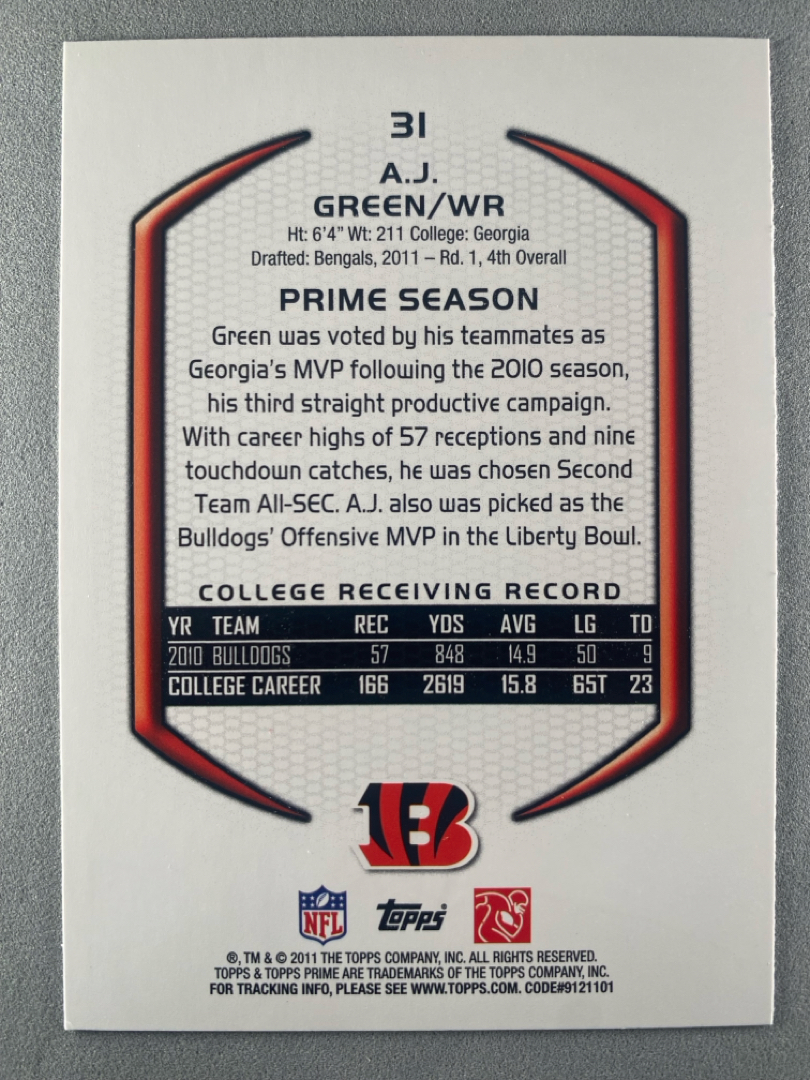 31
A.J.
GREEN/WR
Ht: 6'4" Wt: 211 College: Georgia
Drafted: Bengals, 2011 – Rd. 1, 4th Overall
PRIME SEASON
Green was voted by his teammates as
Georgia's MVP following the 2010 season,
his third straight productive campaign.
With career highs of 57 receptions and nine
touchdown catches, he was chosen Second
Team All-SEC. A.J. also was picked as the
Bulldogs' Offensive MVP in the Liberty Bowl.
COLLEGE RECEIVING RECORD
YR TEAM REC YDS AVG LG TD
2010 BULLDOGS 57 848 14.9 50 9
COLLEGE CAREER 166 2619 15.8 65T 23
B
NFL Topps
®, TM & © 2011 THE TOPPS COMPANY, INC. ALL RIGHTS RESERVED.
TOPPS & TOPPS PRIME ARE TRADEMARKS OF THE TOPPS COMPANY, INC.
FOR TRACKING INFO, PLEASE SEE WWW.TOPPS.COM. CODE#9121101